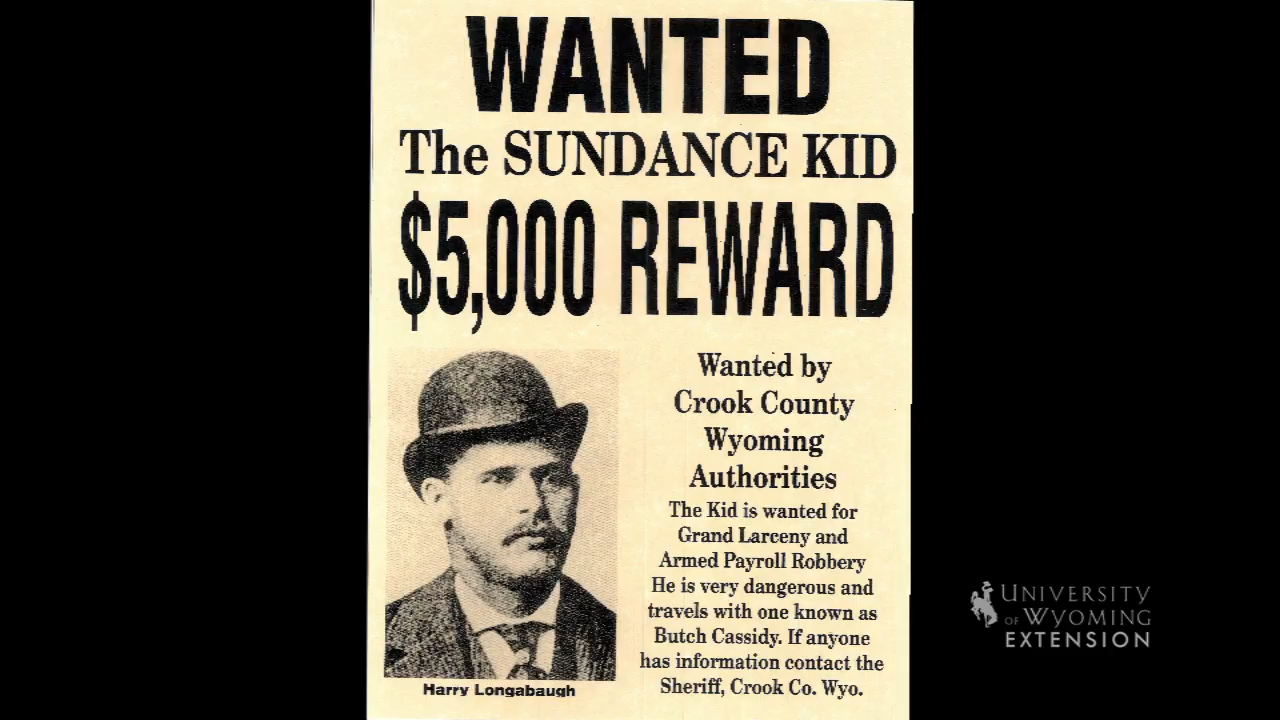 WANTED
The SUNDANCE KID
$5,000 REWARD
Wanted by
Crook County
Wyoming
Authorities
The Kid is wanted for
Grand Larceny and
Armed Payroll Robbery
He is very dangerous and
travels with one known as
Butch Cassidy. If anyone
has information contact the
Sheriff, Crook Co. Wyo.
Harry Longabaugh
UNIVERSITY
OF WYOMING
EXTENSION